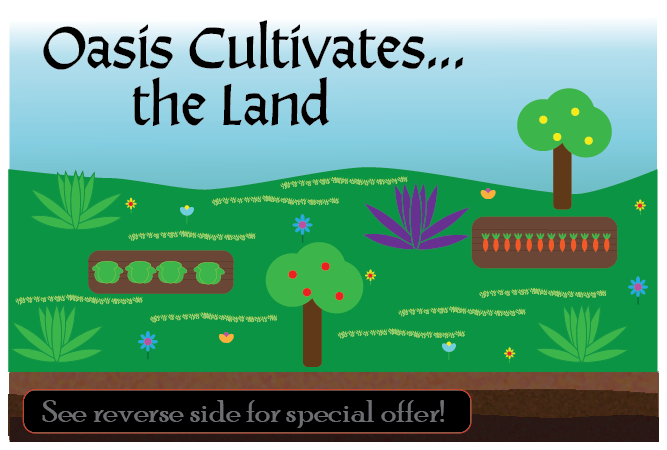 Oasis Cultivates...
the Land
See reverse side for special offer!